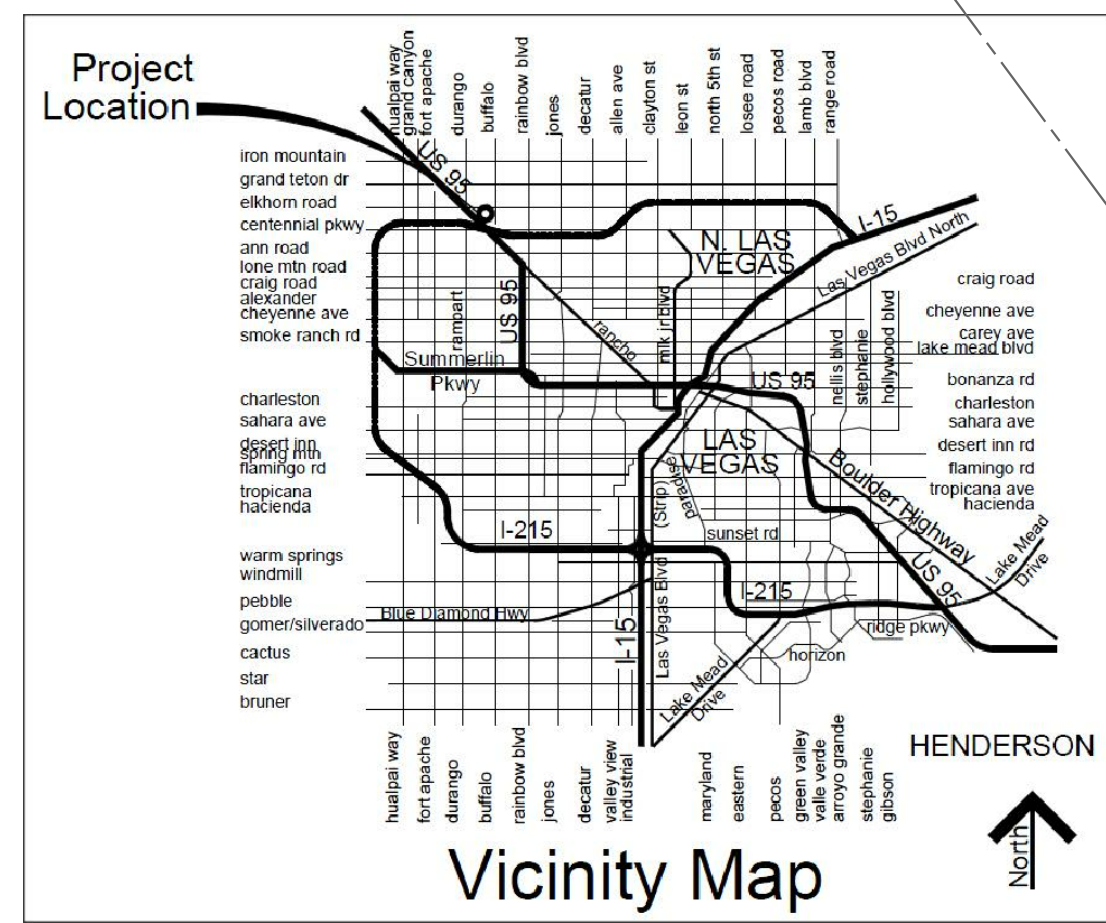 Project
Location
hualpai way
grand canyon
fort apache
durango
buffalo
rainbow blvd
jones
decatur
allen ave
clayton st
leon st
north 5th st
losee road
pecos road
lamb blvd
range road
iron mountain
grand teton dr
elkhorn road
centennial pkwy
ann road
lone mtn road
craig road
alexander
cheyenne ave
smoke ranch rd
charleston
sahara ave
desert inn
spring mtn
flamingo rd
tropicana
hacienda
warm springs
windmill
pebble
gomer/silverado
cactus
star
bruner
US 95
I-15
Las Vegas Blvd North
N. LAS
VEGAS
rampart
US 95
rancho
mlk jr blvd
Summerlin
Pkwy
US 95
nellis blvd
stephanie
hollywood blvd
craig road
cheyenne ave
carey ave
lake mead blvd
bonanza rd
charleston
sahara ave
desert inn rd
flamingo rd
tropicana ave
hacienda
LAS
VEGAS
Boulder Highway
(Strip)
paradise
I-215
sunset rd
US 95
Lake Mead
Drive
I-215
Blue Diamond Hwy
I-15
Las Vegas Blvd
ridge pkwy
horizon
Lake Mead
Drive
hualpai way
fort apache
durango
buffalo
rainbow blvd
jones
decatur
valley view
industrial
maryland
eastern
pecos
green valley
valle verde
arroyo grande
stephanie
gibson
HENDERSON
North
Vicinity Map